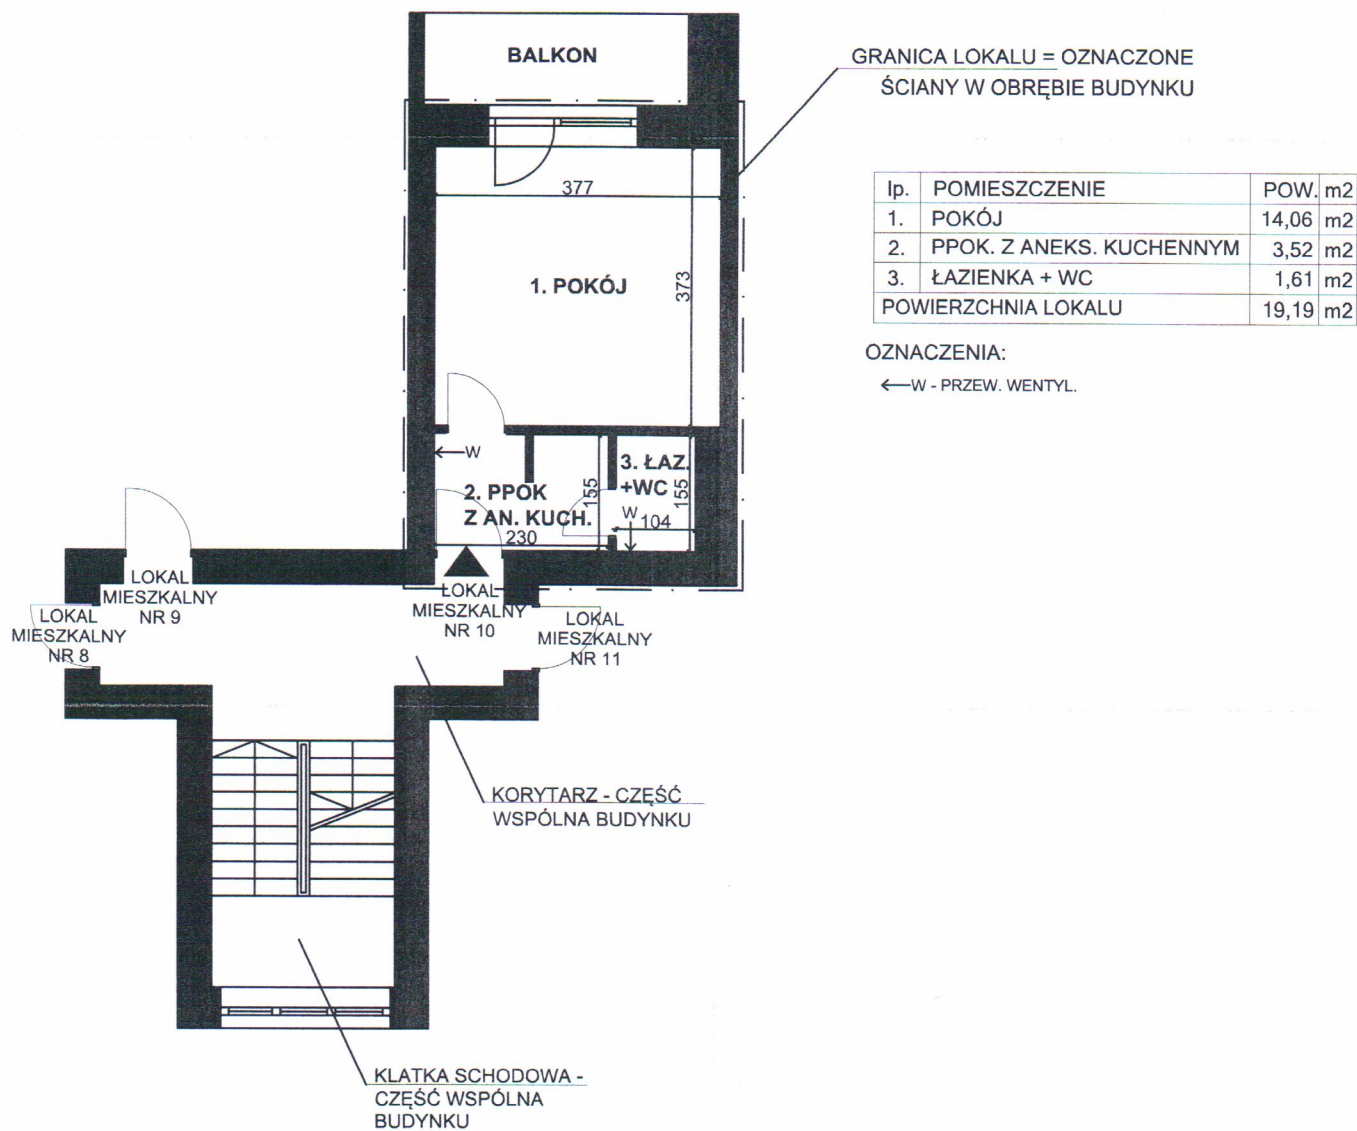 BALKON
GRANICA LOKALU = OZNACZONE
ŚCIANY W OBRĘBIE BUDYNKU
lp. POMIESZCZENIE POW. m2
1. POKÓJ 14,06 m2
2. PPOK. Z ANEKS. KUCHENNYM 3,52 m2
3. ŁAZIENKA + WC 1,61 m2
POWIERZCHNIA LOKALU 19,19 m2
OZNACZENIA:
←W - PRZEW. WENTYL.
377
373
1. POKÓJ
←W
2. PPOK
Z AN. KUCH.
230
155
3. ŁAZ.
+WC
155
W
104
LOKAL
MIESZKALNY
NR 8
LOKAL
MIESZKALNY
NR 9
LOKAL
MIESZKALNY
NR 10
LOKAL
MIESZKALNY
NR 11
KORYTARZ - CZĘŚĆ
WSPÓLNA BUDYNKU
KLATKA SCHODOWA -
CZĘŚĆ WSPÓLNA
BUDYNKU